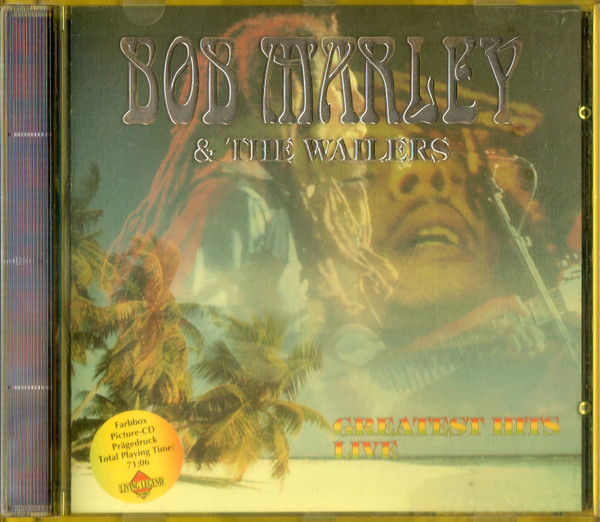 BOB MARLEY
& THE WAILERS
GREATEST HITS
LIVE
Farbbox
Picture-CD
Prägedruck
Total Playing Time:
71:06
LIVING LEGEND